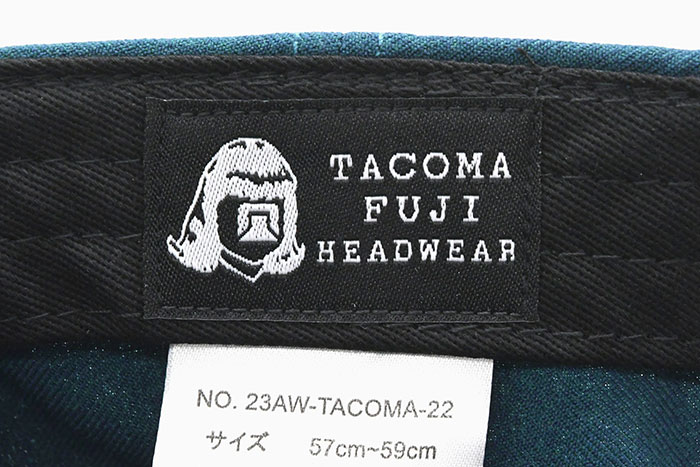 TACOMA
FUJI
HEADWEAR
NO. 23AW-TACOMA-22
サイズ 57cm~59cm